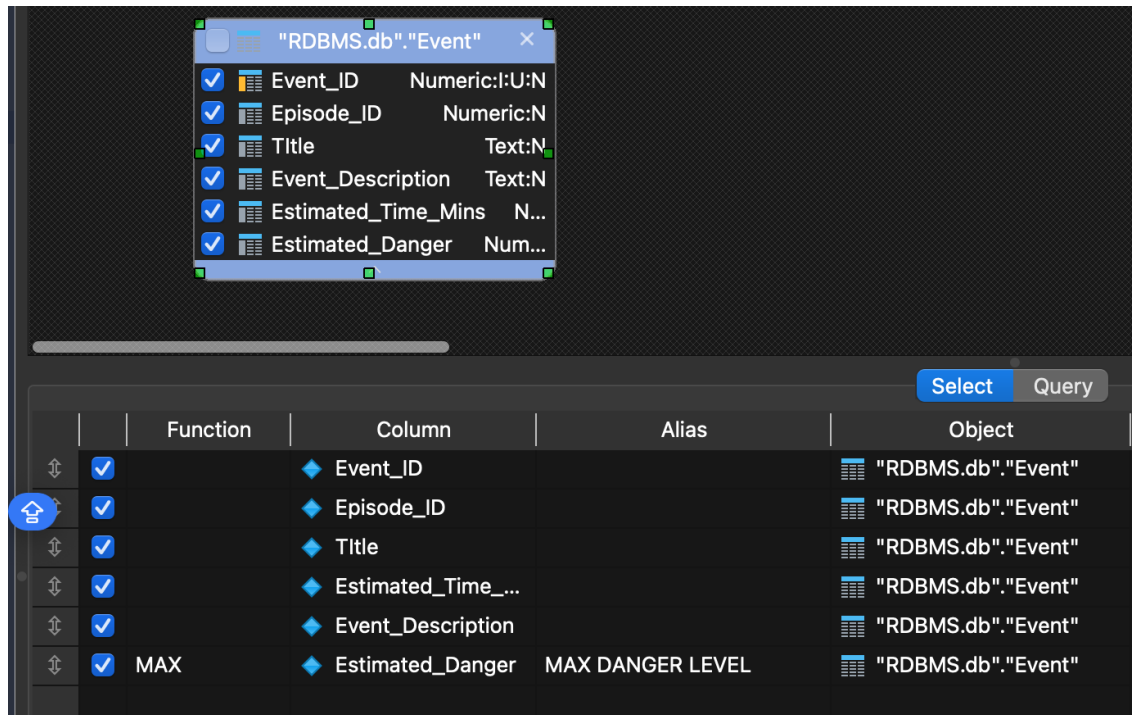 "RDBMS.db"."Event" ×
Event_ID Numeric:I:U:N
Episode_ID Numeric:N
TItle Text:N
Event_Description Text:N
Estimated_Time_Mins N...
Estimated_Danger Num...
Select Query
Function Column Alias Object
Event_ID "RDBMS.db"."Event"
Episode_ID "RDBMS.db"."Event"
TItle "RDBMS.db"."Event"
Estimated_Time_... "RDBMS.db"."Event"
Event_Description "RDBMS.db"."Event"
MAX Estimated_Danger MAX DANGER LEVEL "RDBMS.db"."Event"